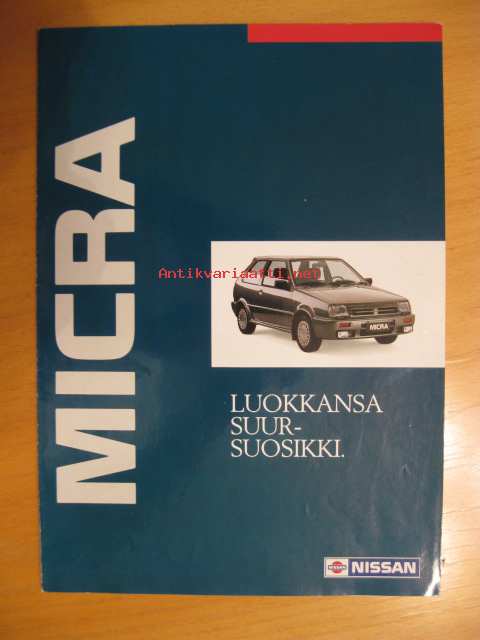 MICRA
Antikvariaatti.net
MICRA
LUOKKANSA
SUUR-
SUOSIKKI.
NISSAN
NISSAN